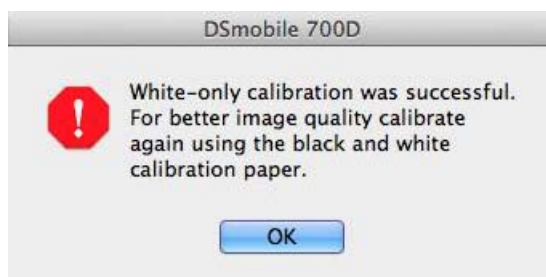 DSmobile 700D
White-only calibration was successful.
For better image quality calibrate
again using the black and white
calibration paper.
OK